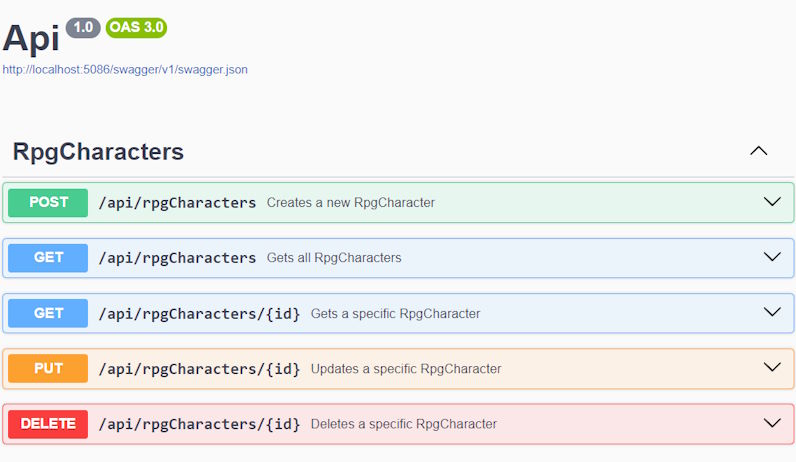 Api 1.0 OAS 3.0
http://localhost:5086/swagger/v1/swagger.json
RpgCharacters
POST /api/rpgCharacters Creates a new RpgCharacter
GET /api/rpgCharacters Gets all RpgCharacters
GET /api/rpgCharacters/{id} Gets a specific RpgCharacter
PUT /api/rpgCharacters/{id} Updates a specific RpgCharacter
DELETE /api/rpgCharacters/{id} Deletes a specific RpgCharacter